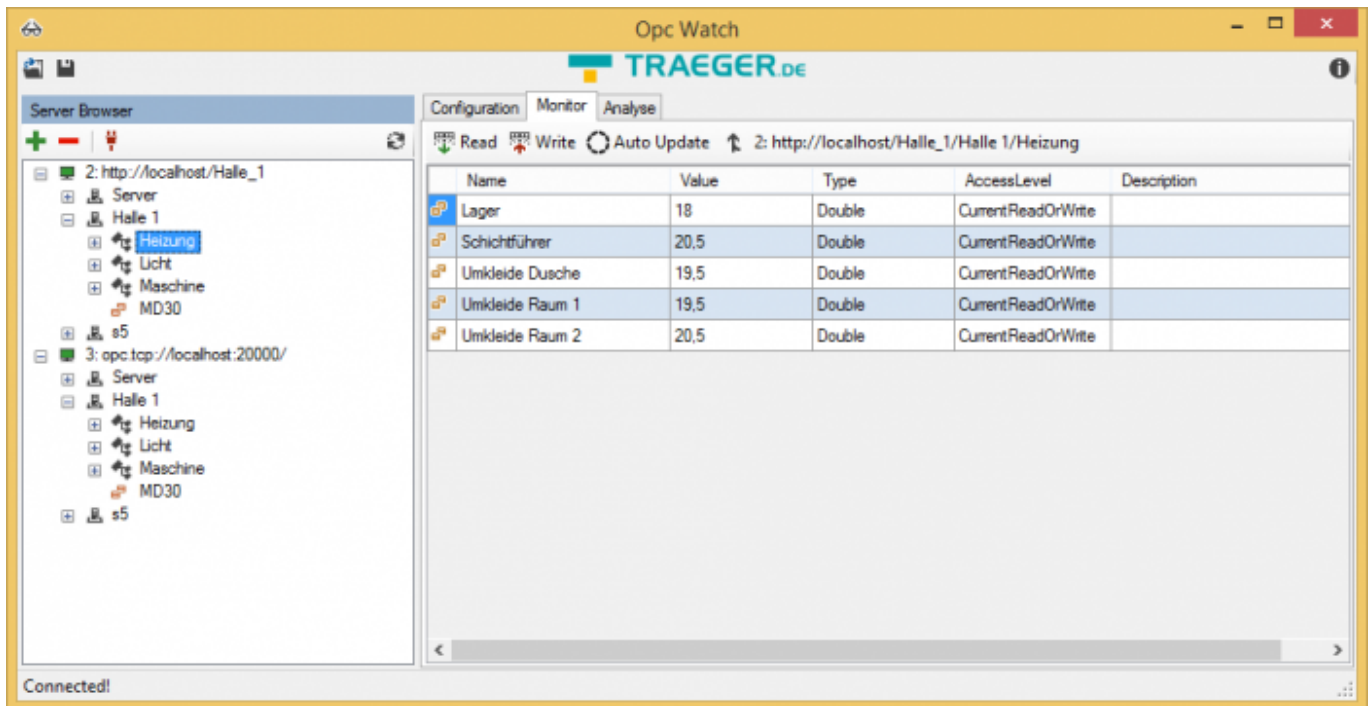 Opc Watch
TRAEGER.DE
Server Browser
2: http://localhost/Halle_1
Server
Halle 1
Heizung
Licht
Maschine
MD30
s5
3: opc.tcp://localhost:20000/
Server
Halle 1
Heizung
Licht
Maschine
MD30
s5
Configuration Monitor Analyse
Read Write Auto Update 2: http://localhost/Halle_1/Halle 1/Heizung
Name Value Type AccessLevel Description
Lager 18 Double CurrentReadOrWrite
Schichtführer 20,5 Double CurrentReadOrWrite
Umkleide Dusche 19,5 Double CurrentReadOrWrite
Umkleide Raum 1 19,5 Double CurrentReadOrWrite
Umkleide Raum 2 20,5 Double CurrentReadOrWrite
Connected!